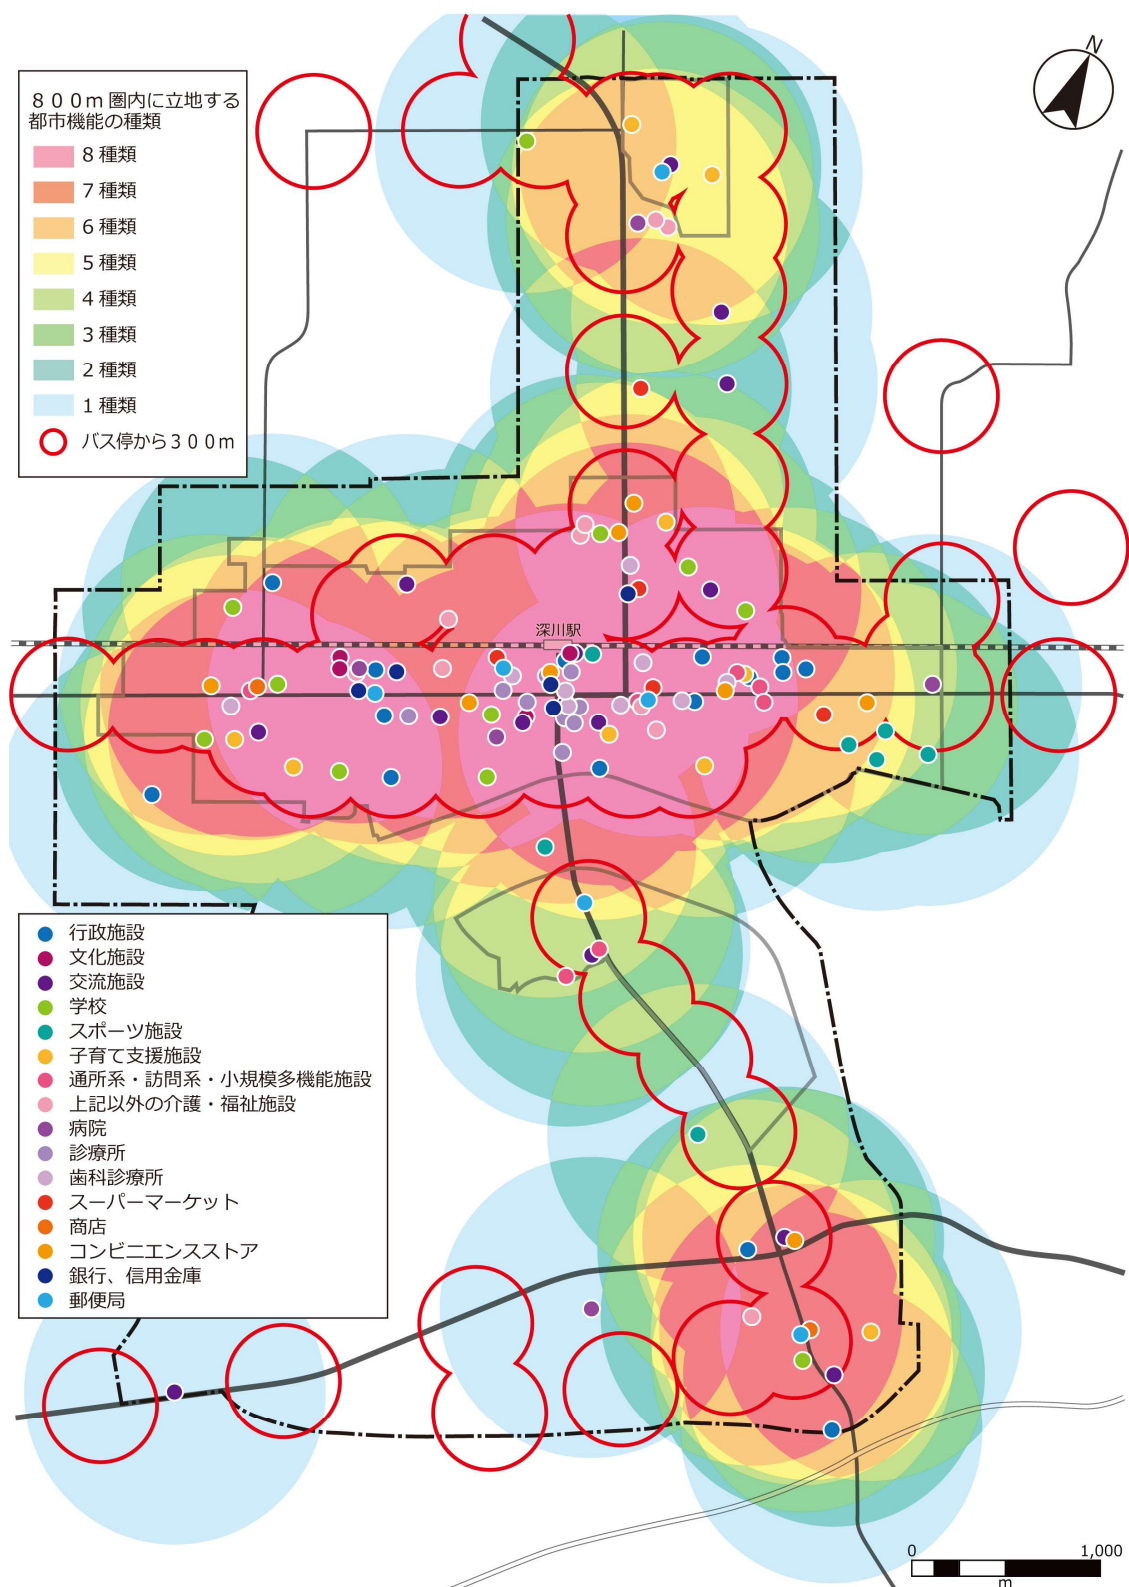 N
８００ｍ圏内に立地する
都市機能の種類
８種類
７種類
６種類
５種類
４種類
３種類
２種類
１種類
バス停から３００ｍ
深川駅
行政施設
文化施設
交流施設
学校
スポーツ施設
子育て支援施設
通所系・訪問系・小規模多機能施設
上記以外の介護・福祉施設
病院
診療所
歯科診療所
スーパーマーケット
商店
コンビニエンスストア
銀行、信用金庫
郵便局
0 1,000
m